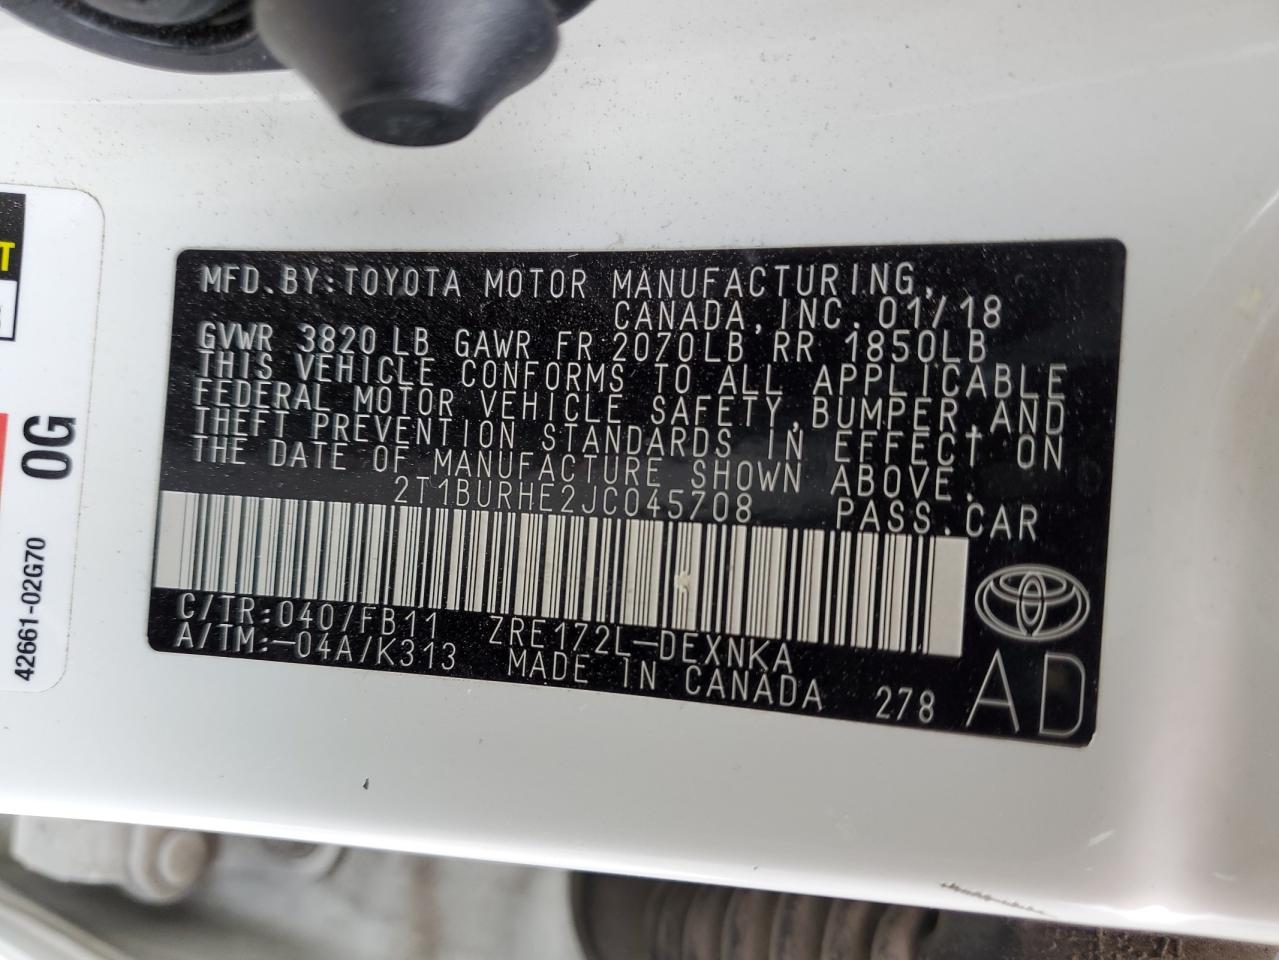 MFD.BY:TOYOTA MOTOR MANUFACTURING,
CANADA,INC. 01/18
GVWR 3820 LB GAWR FR 2070LB RR 1850LB
THIS VEHICLE CONFORMS TO ALL APPLICABLE
FEDERAL MOTOR VEHICLE SAFETY,BUMPER,AND
THEFT PREVENTION STANDARDS IN EFFECT ON
THE DATE OF MANUFACTURE SHOWN ABOVE.
2T1BURHE2JC045708 PASS.CAR
C/TR:040/FB11 ZRE172L-DEXNKA
A/TM:-04A/K313 MADE IN CANADA 278 AD
0G
42661-02G70